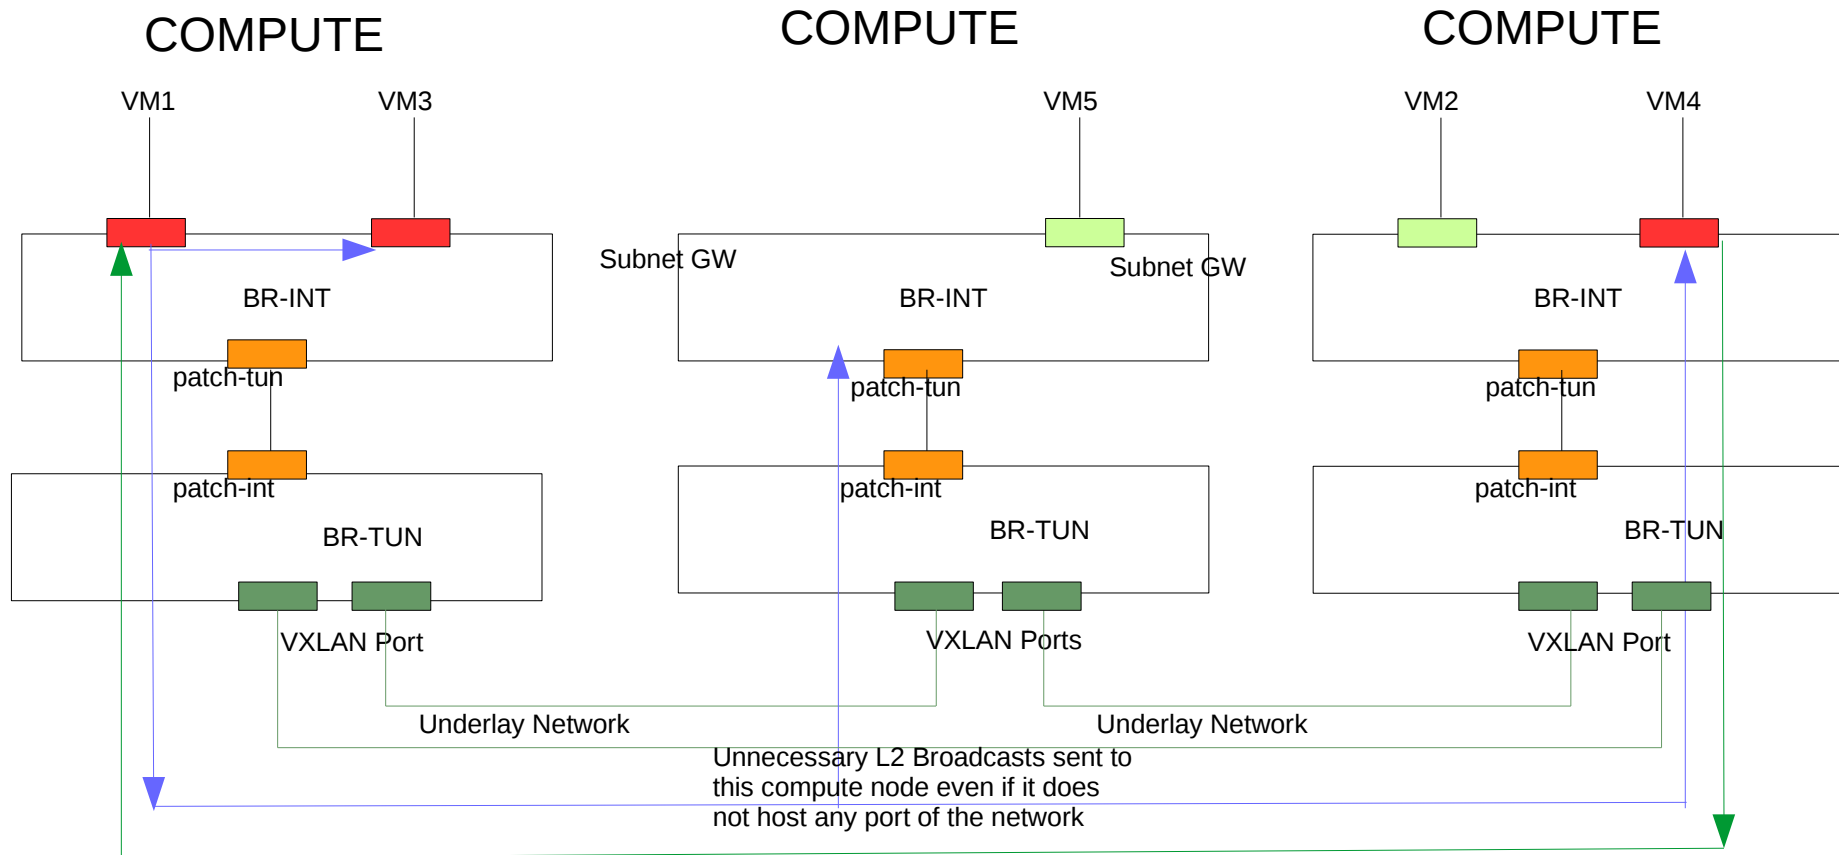 COMPUTE
COMPUTE
COMPUTE
VM1
VM3
VM5
VM2
VM4
Subnet GW
Subnet GW
BR-INT
BR-INT
BR-INT
patch-tun
patch-tun
patch-tun
patch-int
patch-int
patch-int
BR-TUN
BR-TUN
BR-TUN
VXLAN Port
VXLAN Ports
VXLAN Port
Underlay Network
Underlay Network
Unnecessary L2 Broadcasts sent to
this compute node even if it does
not host any port of the network